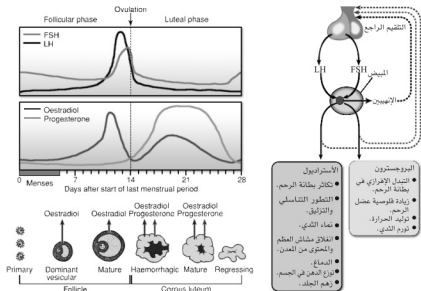 Ovulation
Follicular phase
Luteal phase
FSH
LH
Oestradiol
Progesterone
0 7 14 21 28
Menses
Days after start of last menstrual period
Oestradiol
Oestradiol
Oestradiol Progesterone
Oestradiol Progesterone
Primary
Dominant vesicular
Mature
Haemorrhagic
Mature
Regressing
Follicle
Corpus luteum
التلقيم الراجع
LH
FSH
المبيض
الإنهيبين
الأستراديول
• تكاثر بطانة الرحم.
• التطور التناسلي
والتزليق.
• نماء الثدي.
• انغلاق مشاش العظم
والمحتوى من المعدن.
• الدماغ.
• توزع الدهن في الجسم.
• زهم الجلد.
البروجسترون
• التبدل الإفرازي في
بطانة الرحم.
• زيادة قلوصية عضل
الرحم.
• توليد الحرارة.
• تورم الثدي.